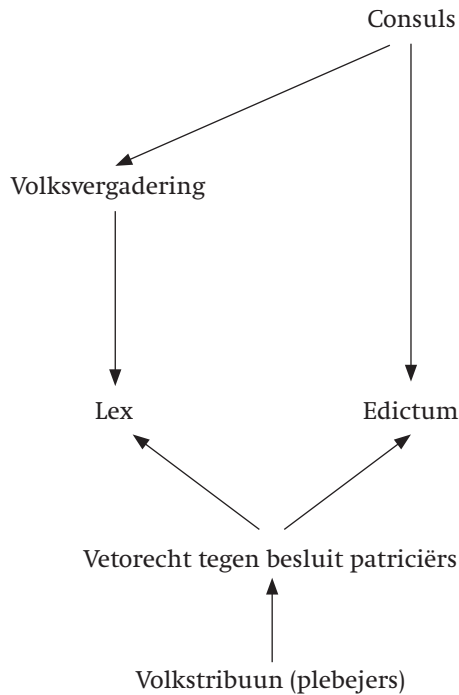 Consuls
Volksvergadering
Lex
Edictum
Vetorecht tegen besluit patriciërs
Volkstribuun (plebejers)